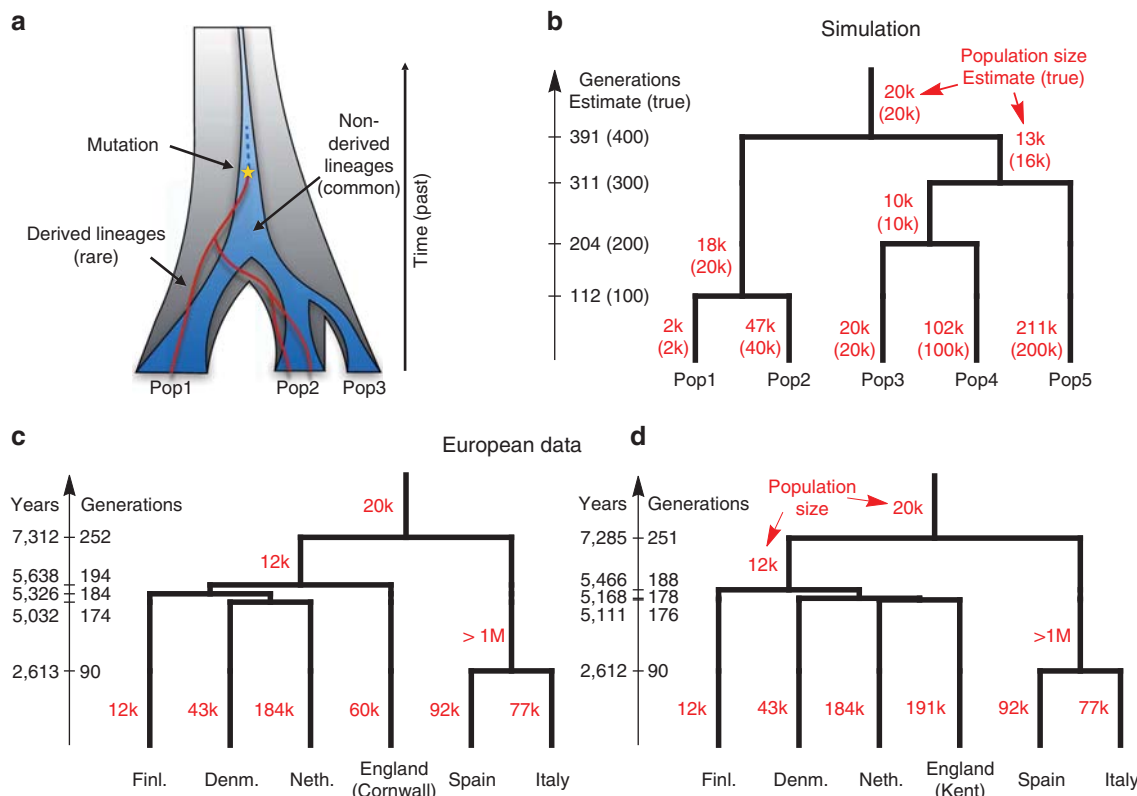 a
Mutation
Non-
derived
lineages
(common)
Derived lineages
(rare)
Time (past)
Pop1
Pop2
Pop3
b
Simulation
Generations
Estimate (true)
Population size
Estimate (true)
20k
(20k)
391 (400)
13k
(16k)
311 (300)
10k
(10k)
204 (200)
18k
(20k)
112 (100)
2k
(2k)
47k
(40k)
20k
(20k)
102k
(100k)
211k
(200k)
Pop1
Pop2
Pop3
Pop4
Pop5
European data
c
Years
Generations
20k
7,312
252
12k
5,638
194
5,326
184
5,032
174
> 1M
2,613
90
12k
43k
184k
60k
92k
77k
Finl.
Denm.
Neth.
England
(Cornwall)
Spain
Italy
d
Years
Generations
Population
size
20k
7,285
251
12k
5,466
188
5,168
178
5,111
176
>1M
2,612
90
12k
43k
184k
191k
92k
77k
Finl.
Denm.
Neth.
England
(Kent)
Spain
Italy